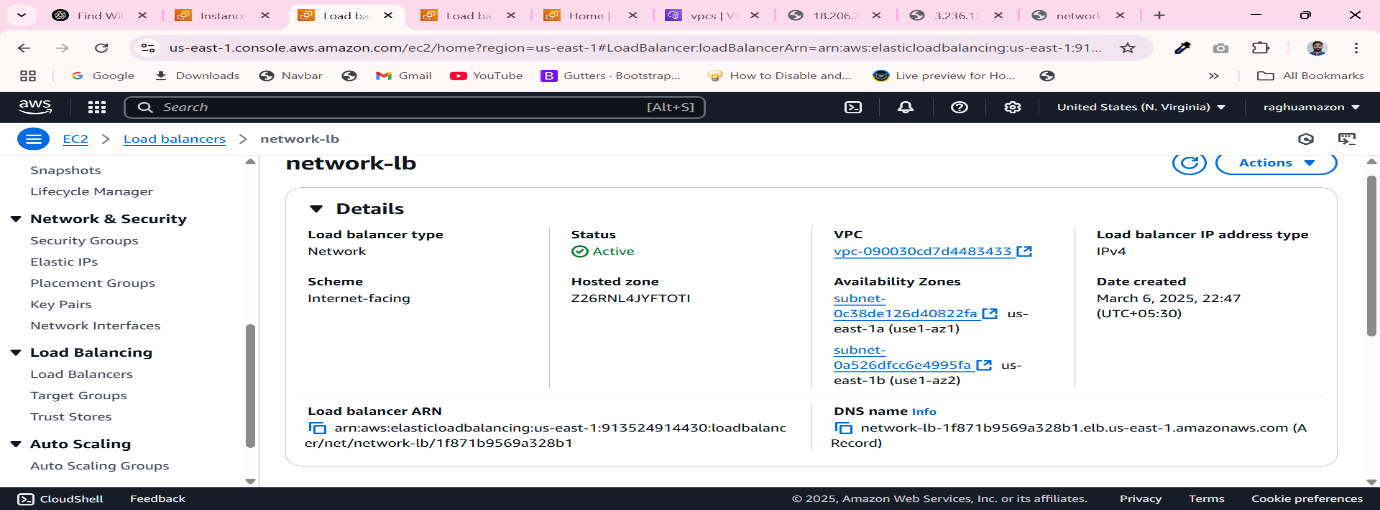 Find Wi
Instanc
Load ba
Load ba
Home |
vpcs | V
18.206.
3.236.1
network
us-east-1.console.aws.amazon.com/ec2/home?region=us-east-1#LoadBalancer:loadBalancerArn=arn:aws:elasticloadbalancing:us-east-1:91...
Google Downloads Navbar Gmail YouTube Gutters · Bootstrap... How to Disable and... Live preview for Ho... » All Bookmarks
aws Search [Alt+S] United States (N. Virginia) raghuamazon
EC2 > Load balancers > network-lb
Snapshots
Lifecycle Manager
Network & Security
Security Groups
Elastic IPs
Placement Groups
Key Pairs
Network Interfaces
Load Balancing
Load Balancers
Target Groups
Trust Stores
Auto Scaling
Auto Scaling Groups
network-lb
Actions
Details
Load balancer type
Network
Scheme
Internet-facing
Status
Active
Hosted zone
Z26RNL4JYFTOTI
VPC
vpc-090030cd7d4483433
Availability Zones
subnet-
0c38de126d40822fa us-
east-1a (use1-az1)
subnet-
0a526dfcc6e4995fa us-
east-1b (use1-az2)
Load balancer IP address type
IPv4
Date created
March 6, 2025, 22:47
(UTC+05:30)
Load balancer ARN
arn:aws:elasticloadbalancing:us-east-1:913524914430:loadbalanc
er/net/network-lb/1f871b9569a328b1
DNS name Info
network-lb-1f871b9569a328b1.elb.us-east-1.amazonaws.com (A
Record)
CloudShell Feedback © 2025, Amazon Web Services, Inc. or its affiliates. Privacy Terms Cookie preferences